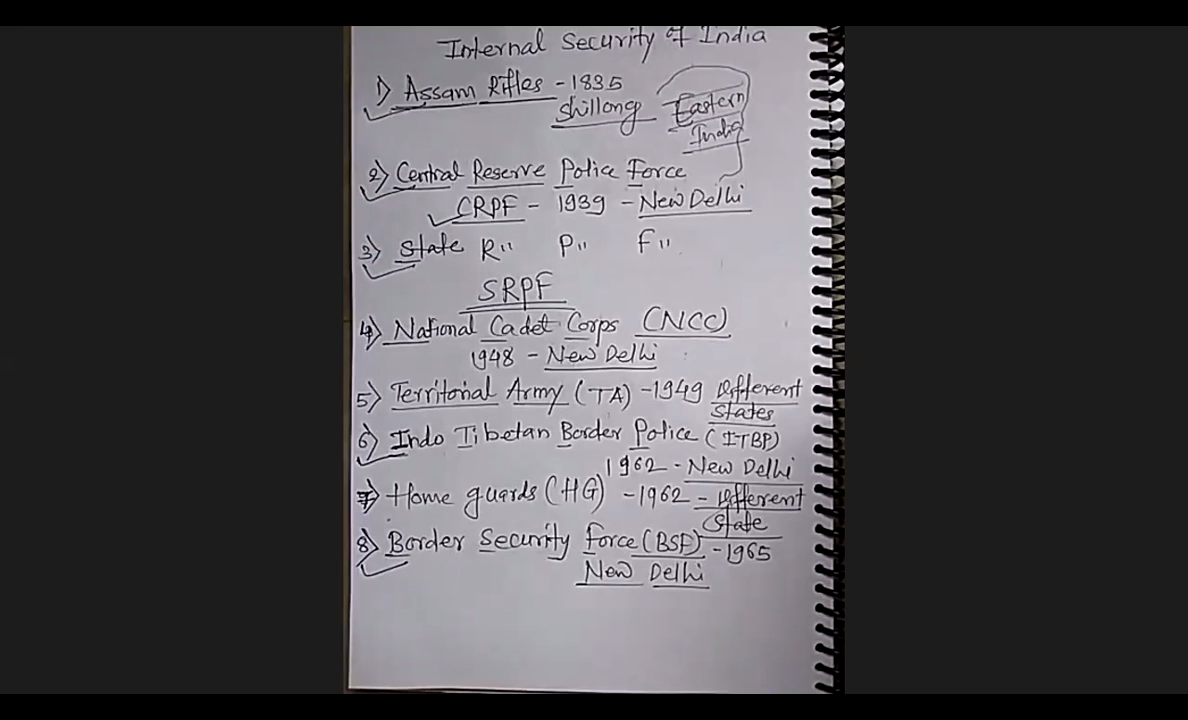 Internal Security of India
1) Assam Rifles - 1835
Shillong Eastern
India
2) Central Reserve Police Force
CRPF - 1939 - New Delhi
3) State R" P" F"
SRPF
4) National Cadet Corps (NCC)
1948 - New Delhi
5) Territorial Army (TA) - 1949 Different
States
6) Indo Tibetan Border Police (ITBP)
1962 - New Delhi
7) Home guards (HG) - 1962 - Different
State
8) Border Security Force (BSF) - 1965
New Delhi